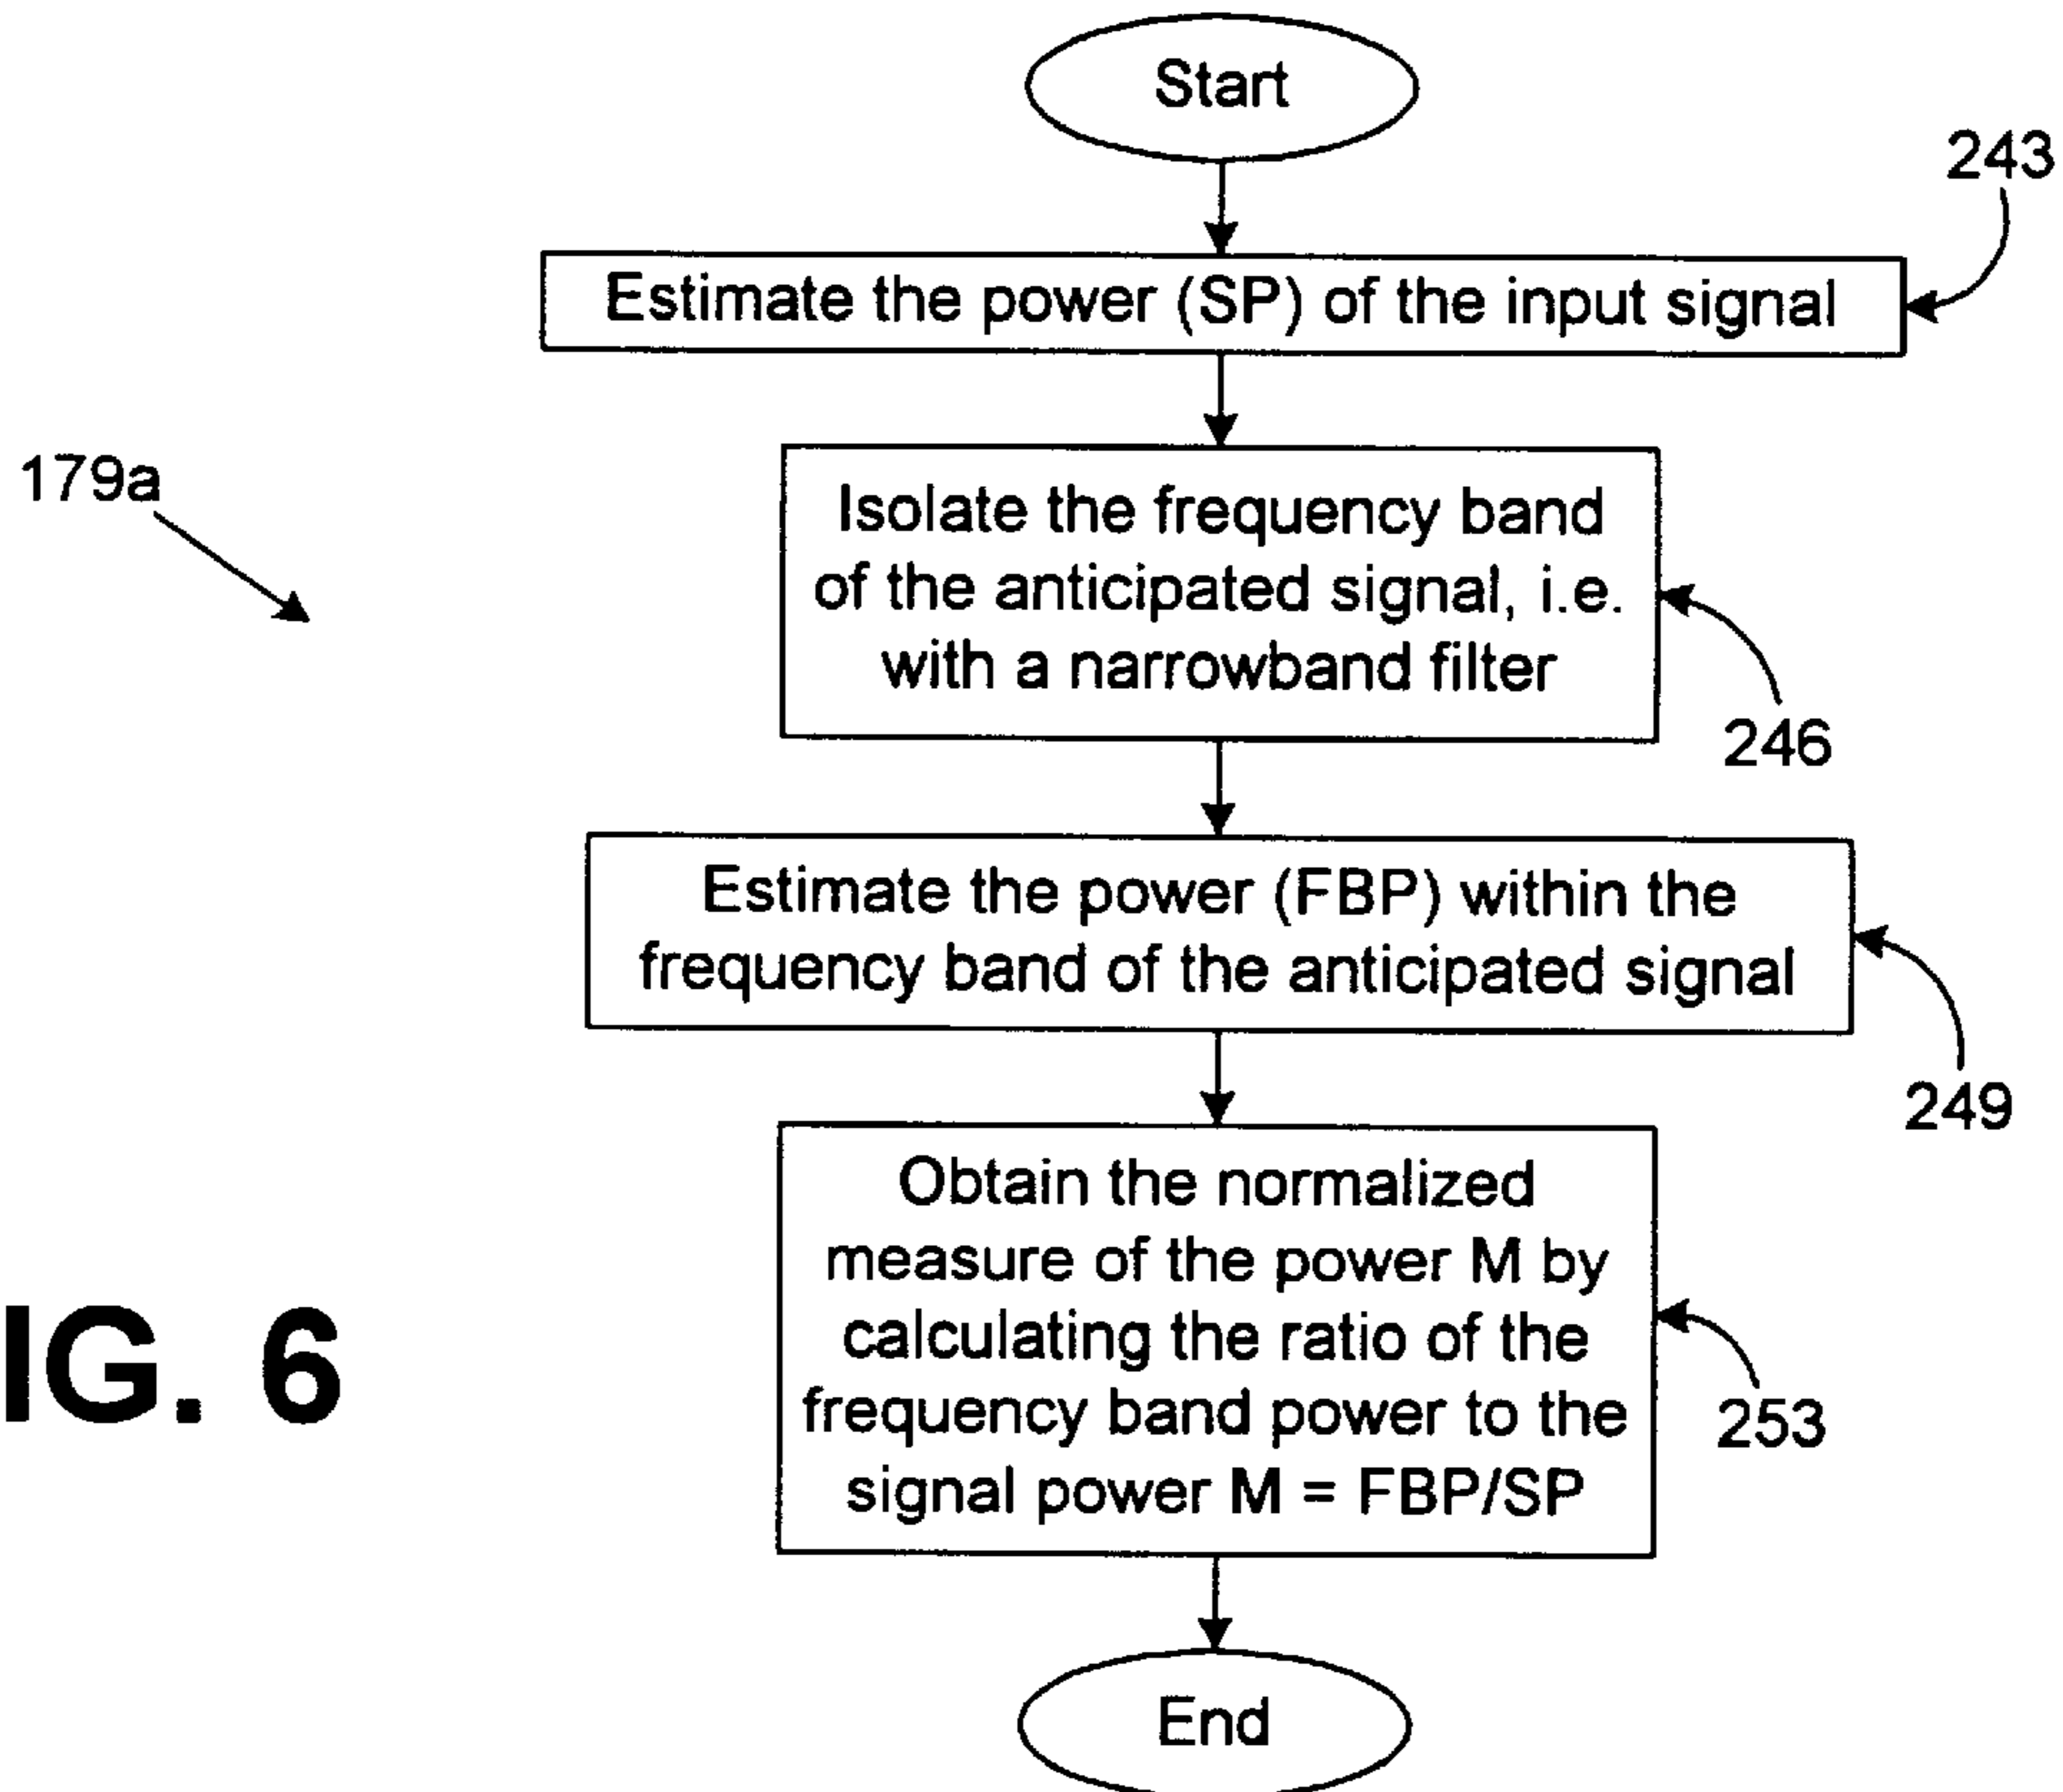 Start
243
Estimate the power (SP) of the input signal
179a
Isolate the frequency band
of the anticipated signal, i.e.
with a narrowband filter
246
Estimate the power (FBP) within the
frequency band of the anticipated signal
249
Obtain the normalized
measure of the power M by
calculating the ratio of the
frequency band power to the
signal power M = FBP/SP
253
IG. 6
End